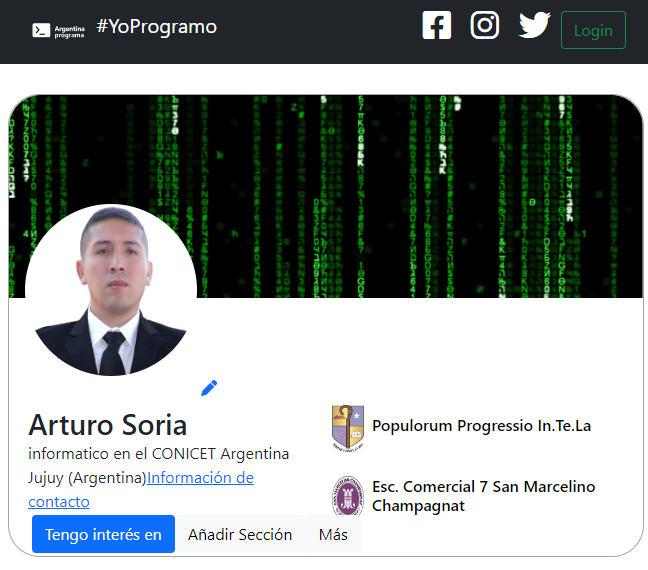 Argentina
programa
#YoProgramo
Login
Arturo Soria
informatico en el CONICET Argentina
Jujuy (Argentina)Información de
contacto
Tengo interés en
Añadir Sección
Más
Populorum Progressio In.Te.La
Esc. Comercial 7 San Marcelino
Champagnat